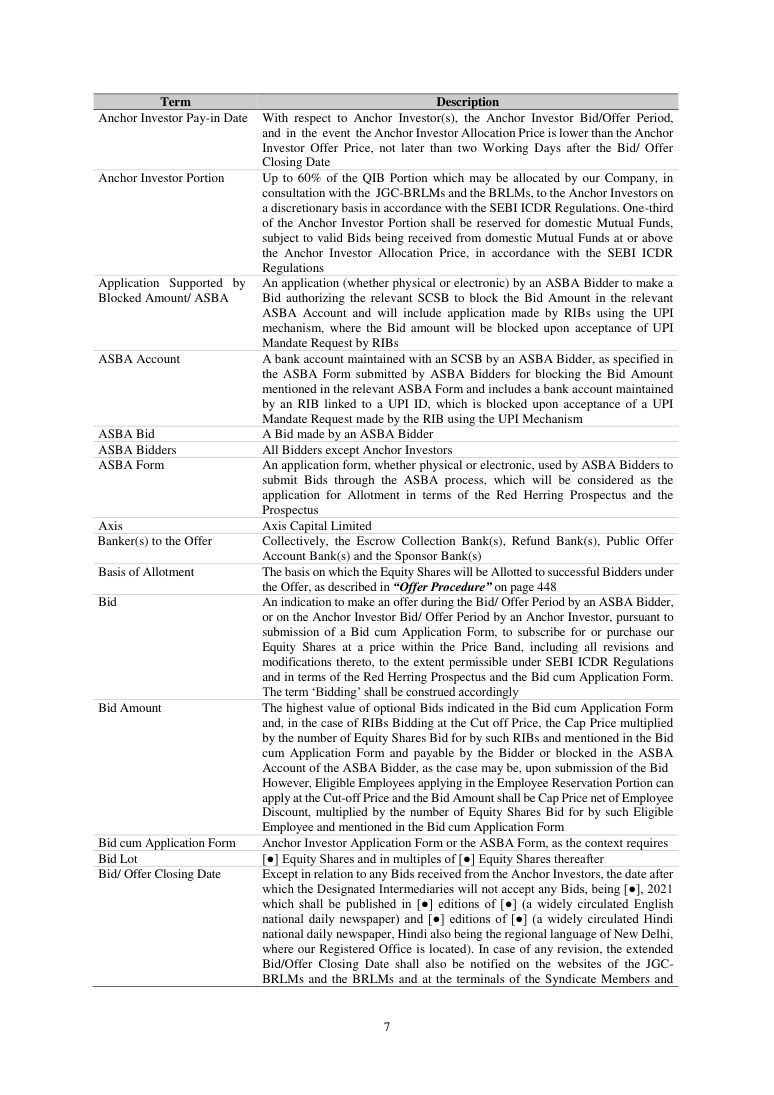 Term Description
Anchor Investor Pay-in Date With respect to Anchor Investor(s), the Anchor Investor Bid/Offer Period,
and in the event the Anchor Investor Allocation Price is lower than the Anchor
Investor Offer Price, not later than two Working Days after the Bid/ Offer
Closing Date
Anchor Investor Portion Up to 60% of the QIB Portion which may be allocated by our Company, in
consultation with the JGC-BRLMs and the BRLMs, to the Anchor Investors on
a discretionary basis in accordance with the SEBI ICDR Regulations. One-third
of the Anchor Investor Portion shall be reserved for domestic Mutual Funds,
subject to valid Bids being received from domestic Mutual Funds at or above
the Anchor Investor Allocation Price, in accordance with the SEBI ICDR
Regulations
Application Supported by An application (whether physical or electronic) by an ASBA Bidder to make a
Blocked Amount/ ASBA Bid authorizing the relevant SCSB to block the Bid Amount in the relevant
ASBA Account and will include application made by RIBs using the UPI
mechanism, where the Bid amount will be blocked upon acceptance of UPI
Mandate Request by RIBs
ASBA Account A bank account maintained with an SCSB by an ASBA Bidder, as specified in
the ASBA Form submitted by ASBA Bidders for blocking the Bid Amount
mentioned in the relevant ASBA Form and includes a bank account maintained
by an RIB linked to a UPI ID, which is blocked upon acceptance of a UPI
Mandate Request made by the RIB using the UPI Mechanism
ASBA Bid A Bid made by an ASBA Bidder
ASBA Bidders All Bidders except Anchor Investors
ASBA Form An application form, whether physical or electronic, used by ASBA Bidders to
submit Bids through the ASBA process, which will be considered as the
application for Allotment in terms of the Red Herring Prospectus and the
Prospectus
Axis Axis Capital Limited
Banker(s) to the Offer Collectively, the Escrow Collection Bank(s), Refund Bank(s), Public Offer
Account Bank(s) and the Sponsor Bank(s)
Basis of Allotment The basis on which the Equity Shares will be Allotted to successful Bidders under
the Offer, as described in “Offer Procedure” on page 448
Bid An indication to make an offer during the Bid/ Offer Period by an ASBA Bidder,
or on the Anchor Investor Bid/ Offer Period by an Anchor Investor, pursuant to
submission of a Bid cum Application Form, to subscribe for or purchase our
Equity Shares at a price within the Price Band, including all revisions and
modifications thereto, to the extent permissible under SEBI ICDR Regulations
and in terms of the Red Herring Prospectus and the Bid cum Application Form.
The term ‘Bidding’ shall be construed accordingly
Bid Amount The highest value of optional Bids indicated in the Bid cum Application Form
and, in the case of RIBs Bidding at the Cut off Price, the Cap Price multiplied
by the number of Equity Shares Bid for by such RIBs and mentioned in the Bid
cum Application Form and payable by the Bidder or blocked in the ASBA
Account of the ASBA Bidder, as the case may be, upon submission of the Bid
However, Eligible Employees applying in the Employee Reservation Portion can
apply at the Cut-off Price and the Bid Amount shall be Cap Price net of Employee
Discount, multiplied by the number of Equity Shares Bid for by such Eligible
Employee and mentioned in the Bid cum Application Form
Bid cum Application Form Anchor Investor Application Form or the ASBA Form, as the context requires
Bid Lot [●] Equity Shares and in multiples of [●] Equity Shares thereafter
Bid/ Offer Closing Date Except in relation to any Bids received from the Anchor Investors, the date after
which the Designated Intermediaries will not accept any Bids, being [●], 2021
which shall be published in [●] editions of [●] (a widely circulated English
national daily newspaper) and [●] editions of [●] (a widely circulated Hindi
national daily newspaper, Hindi also being the regional language of New Delhi,
where our Registered Office is located). In case of any revision, the extended
Bid/Offer Closing Date shall also be notified on the websites of the JGC-
BRLMs and the BRLMs and at the terminals of the Syndicate Members and
7